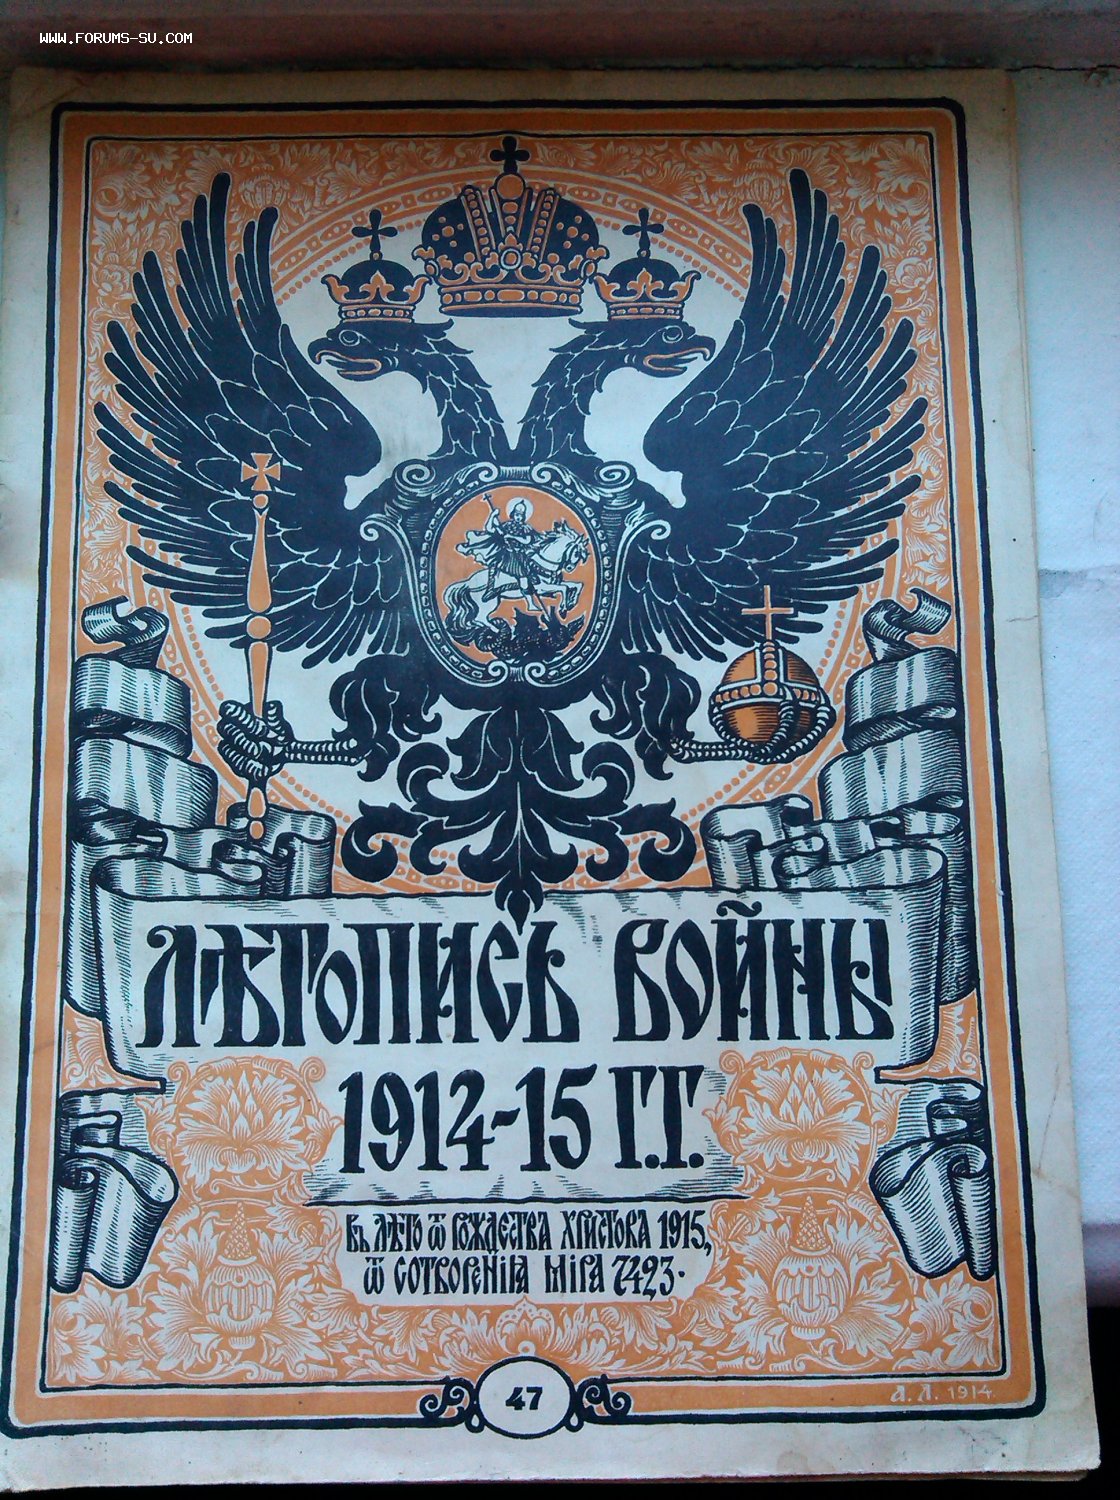 WWW.FORUMS-SU.COM
ЛѢТОПИСЬ ВОЙНЫ
1914-15 Г.Г.
ВЪ ЛѢТО Ѿ РОЖДЕСТВА ХРИСТОВА 1915,
Ѿ СОТВОРЕНІЯ МІРА 7423.
47
А. Л. 1914.